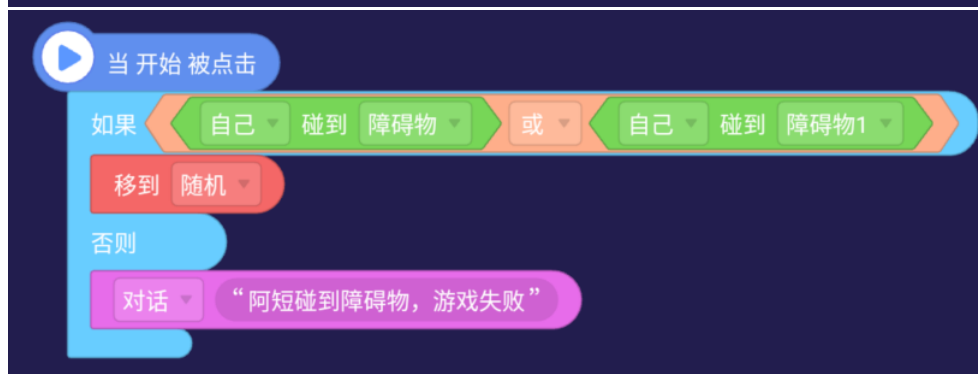 当 开始 被点击
如果 自己 碰到 障碍物 或 自己 碰到 障碍物1
移到 随机
否则
对话 “阿短碰到障碍物，游戏失败”